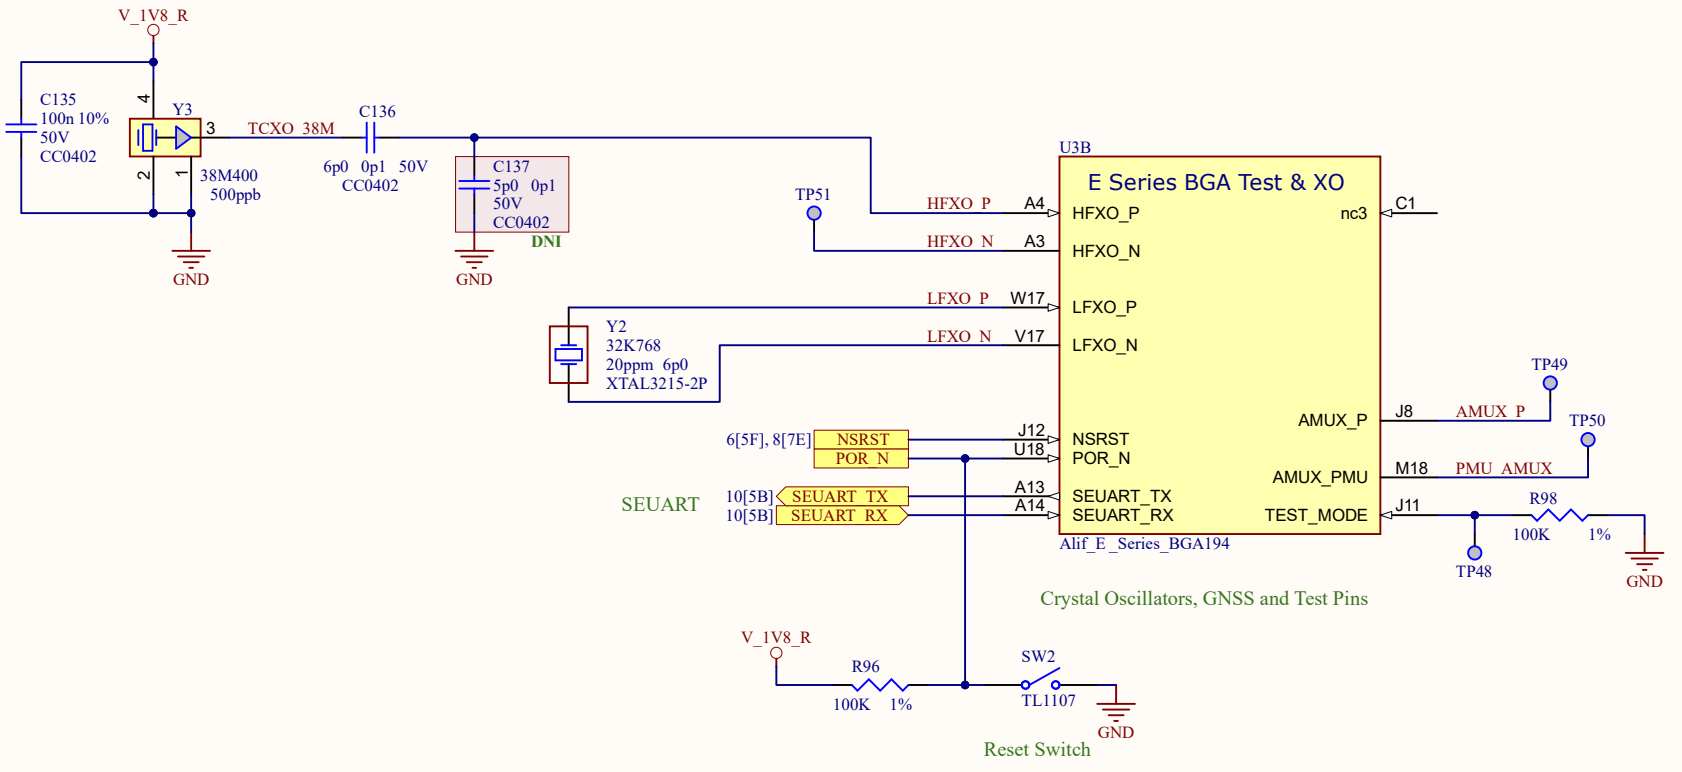 V_1V8_R
C135
100n 10%
50V
CC0402
4
Y3
3
2
1
38M400
500ppb
GND
TCXO_38M
C136
6p0 0p1 50V
CC0402
C137
5p0 0p1
50V
CC0402
DNI
GND
TP51
HFXO_P
A4
HFXO_N
A3
LFXO_P
W17
LFXO_N
V17
Y2
32K768
20ppm 6p0
XTAL3215-2P
U3B
E Series BGA Test & XO
HFXO_P
nc3
C1
HFXO_N
LFXO_P
LFXO_N
AMUX_P
J8
AMUX_P
TP49
TP50
6[5F], 8[7E]
NSRST
J12
NSRST
POR_N
U18
POR_N
AMUX_PMU
M18
PMU_AMUX
SEUART
10[5B]
SEUART_TX
A13
SEUART_TX
10[5B]
SEUART_RX
A14
SEUART_RX
TEST_MODE
J11
R98
100K 1%
TP48
GND
Alif_E _Series_BGA194
Crystal Oscillators, GNSS and Test Pins
V_1V8_R
R96
100K 1%
SW2
TL1107
GND
Reset Switch